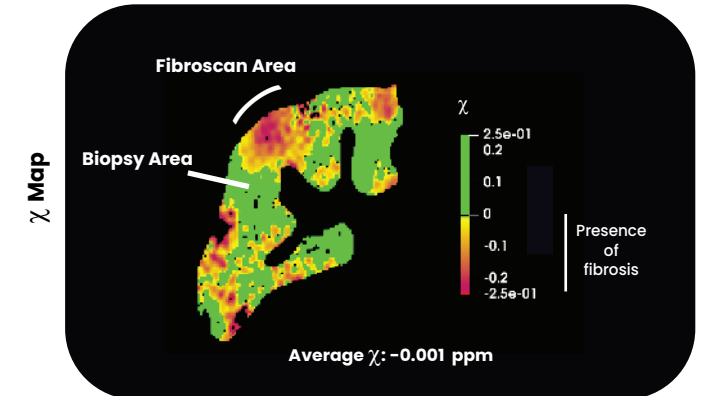 Fibroscan Area
Biopsy Area
χ Map
χ
2.5e-01
0.2
0.1
0
-0.1
-0.2
-2.5e-01
Presence
of
fibrosis
Average χ: -0.001 ppm